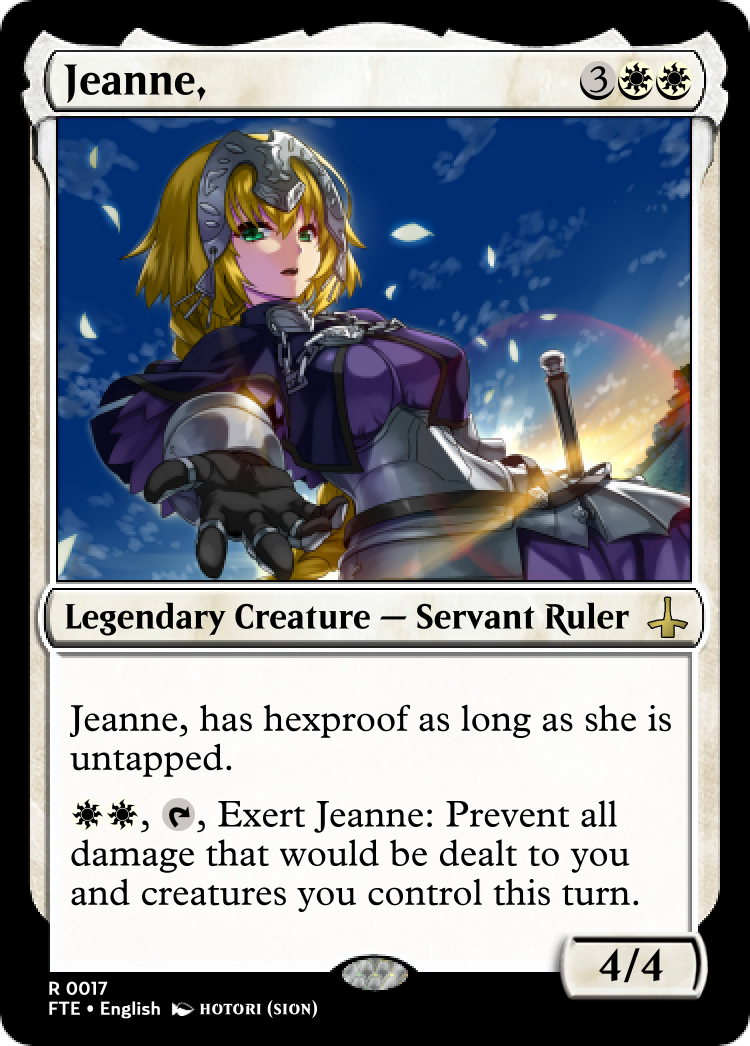 Jeanne, 3
Legendary Creature — Servant Ruler
Jeanne, has hexproof as long as she is
untapped.
, , Exert Jeanne: Prevent all
damage that would be dealt to you
and creatures you control this turn.
4/4
R 0017
FTE • English HOTORI (SION)